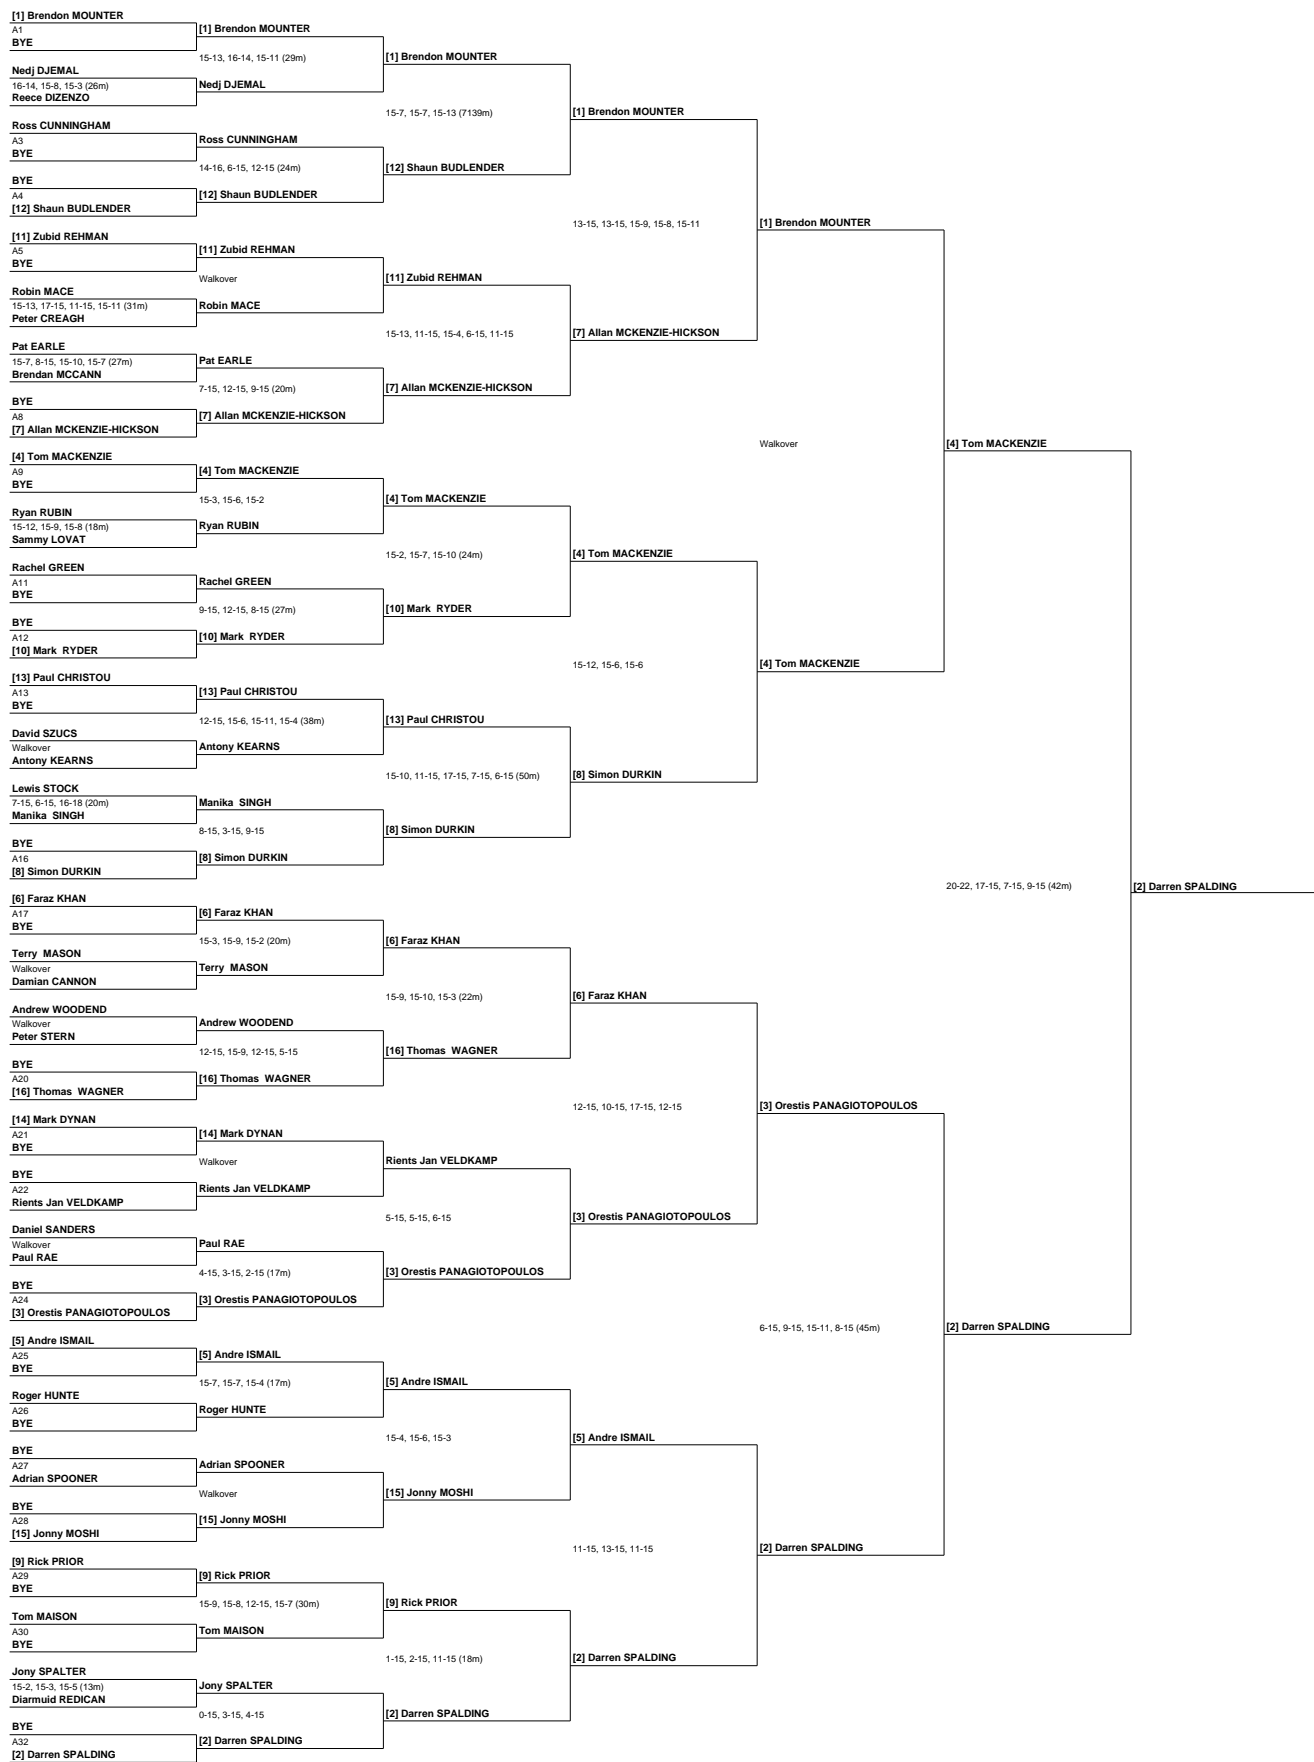 [1] Brendon MOUNTER
A1
BYE
Nedj DJEMAL
16-14, 15-8, 15-3 (26m)
Reece DIZENZO
Ross CUNNINGHAM
A3
BYE
BYE
A4
[12] Shaun BUDLENDER
[11] Zubid REHMAN
A5
BYE
Robin MACE
15-13, 17-15, 11-15, 15-11 (31m)
Peter CREAGH
Pat EARLE
15-7, 8-15, 15-10, 15-7 (27m)
Brendan MCCANN
BYE
A8
[7] Allan MCKENZIE-HICKSON
[4] Tom MACKENZIE
A9
BYE
Ryan RUBIN
15-12, 15-9, 15-8 (18m)
Sammy LOVAT
Rachel GREEN
A11
BYE
BYE
A12
[10] Mark  RYDER
[13] Paul CHRISTOU
A13
BYE
David SZUCS
Walkover
Antony KEARNS
Lewis STOCK
7-15, 6-15, 16-18 (20m)
Manika  SINGH
BYE
A16
[8] Simon DURKIN
[6] Faraz KHAN
A17
BYE
Terry  MASON
Walkover
Damian CANNON
Andrew WOODEND
Walkover
Peter STERN
BYE
A20
[16] Thomas  WAGNER
[14] Mark DYNAN
A21
BYE
BYE
A22
Rients Jan VELDKAMP
Daniel SANDERS
Walkover
Paul RAE
BYE
A24
[3] Orestis PANAGIOTOPOULOS
[5] Andre ISMAIL
A25
BYE
Roger HUNTE
A26
BYE
BYE
A27
Adrian SPOONER
BYE
A28
[15] Jonny MOSHI
[9] Rick PRIOR
A29
BYE
Tom MAISON
A30
BYE
Jony SPALTER
15-2, 15-3, 15-5 (13m)
Diarmuid REDICAN
BYE
A32
[2] Darren SPALDING
[1] Brendon MOUNTER
15-13, 16-14, 15-11 (29m)
Nedj DJEMAL
Ross CUNNINGHAM
14-16, 6-15, 12-15 (24m)
[12] Shaun BUDLENDER
[11] Zubid REHMAN
Walkover
Robin MACE
Pat EARLE
7-15, 12-15, 9-15 (20m)
[7] Allan MCKENZIE-HICKSON
[4] Tom MACKENZIE
15-3, 15-6, 15-2
Ryan RUBIN
Rachel GREEN
9-15, 12-15, 8-15 (27m)
[10] Mark  RYDER
[13] Paul CHRISTOU
12-15, 15-6, 15-11, 15-4 (38m)
Antony KEARNS
Manika  SINGH
8-15, 3-15, 9-15
[8] Simon DURKIN
[6] Faraz KHAN
15-3, 15-9, 15-2 (20m)
Terry  MASON
Andrew WOODEND
12-15, 15-9, 12-15, 5-15
[16] Thomas  WAGNER
[14] Mark DYNAN
Walkover
Rients Jan VELDKAMP
Paul RAE
4-15, 3-15, 2-15 (17m)
[3] Orestis PANAGIOTOPOULOS
[5] Andre ISMAIL
15-7, 15-7, 15-4 (17m)
Roger HUNTE
Adrian SPOONER
Walkover
[15] Jonny MOSHI
[9] Rick PRIOR
15-9, 15-8, 12-15, 15-7 (30m)
Tom MAISON
Jony SPALTER
0-15, 3-15, 4-15
[2] Darren SPALDING
[1] Brendon MOUNTER
15-7, 15-7, 15-13 (7139m)
[12] Shaun BUDLENDER
[11] Zubid REHMAN
15-13, 11-15, 15-4, 6-15, 11-15
[7] Allan MCKENZIE-HICKSON
[4] Tom MACKENZIE
15-2, 15-7, 15-10 (24m)
[10] Mark  RYDER
[13] Paul CHRISTOU
15-10, 11-15, 17-15, 7-15, 6-15 (50m)
[8] Simon DURKIN
[6] Faraz KHAN
15-9, 15-10, 15-3 (22m)
[16] Thomas  WAGNER
Rients Jan VELDKAMP
5-15, 5-15, 6-15
[3] Orestis PANAGIOTOPOULOS
[5] Andre ISMAIL
15-4, 15-6, 15-3
[15] Jonny MOSHI
[9] Rick PRIOR
1-15, 2-15, 11-15 (18m)
[2] Darren SPALDING
[1] Brendon MOUNTER
13-15, 13-15, 15-9, 15-8, 15-11
[7] Allan MCKENZIE-HICKSON
[4] Tom MACKENZIE
15-12, 15-6, 15-6
[8] Simon DURKIN
[6] Faraz KHAN
12-15, 10-15, 17-15, 12-15
[3] Orestis PANAGIOTOPOULOS
[5] Andre ISMAIL
11-15, 13-15, 11-15
[2] Darren SPALDING
[1] Brendon MOUNTER
Walkover
[4] Tom MACKENZIE
[3] Orestis PANAGIOTOPOULOS
6-15, 9-15, 15-11, 8-15 (45m)
[2] Darren SPALDING
[4] Tom MACKENZIE
20-22, 17-15, 7-15, 9-15 (42m)
[2] Darren SPALDING
[2] Darren SPALDING